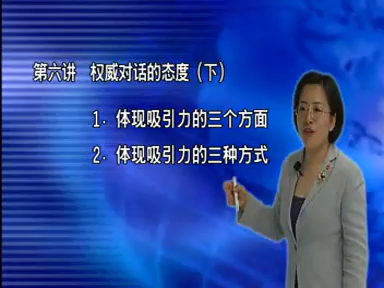 第六讲 权威对话的态度（下）
1．体现吸引力的三个方面
2．体现吸引力的三种方式